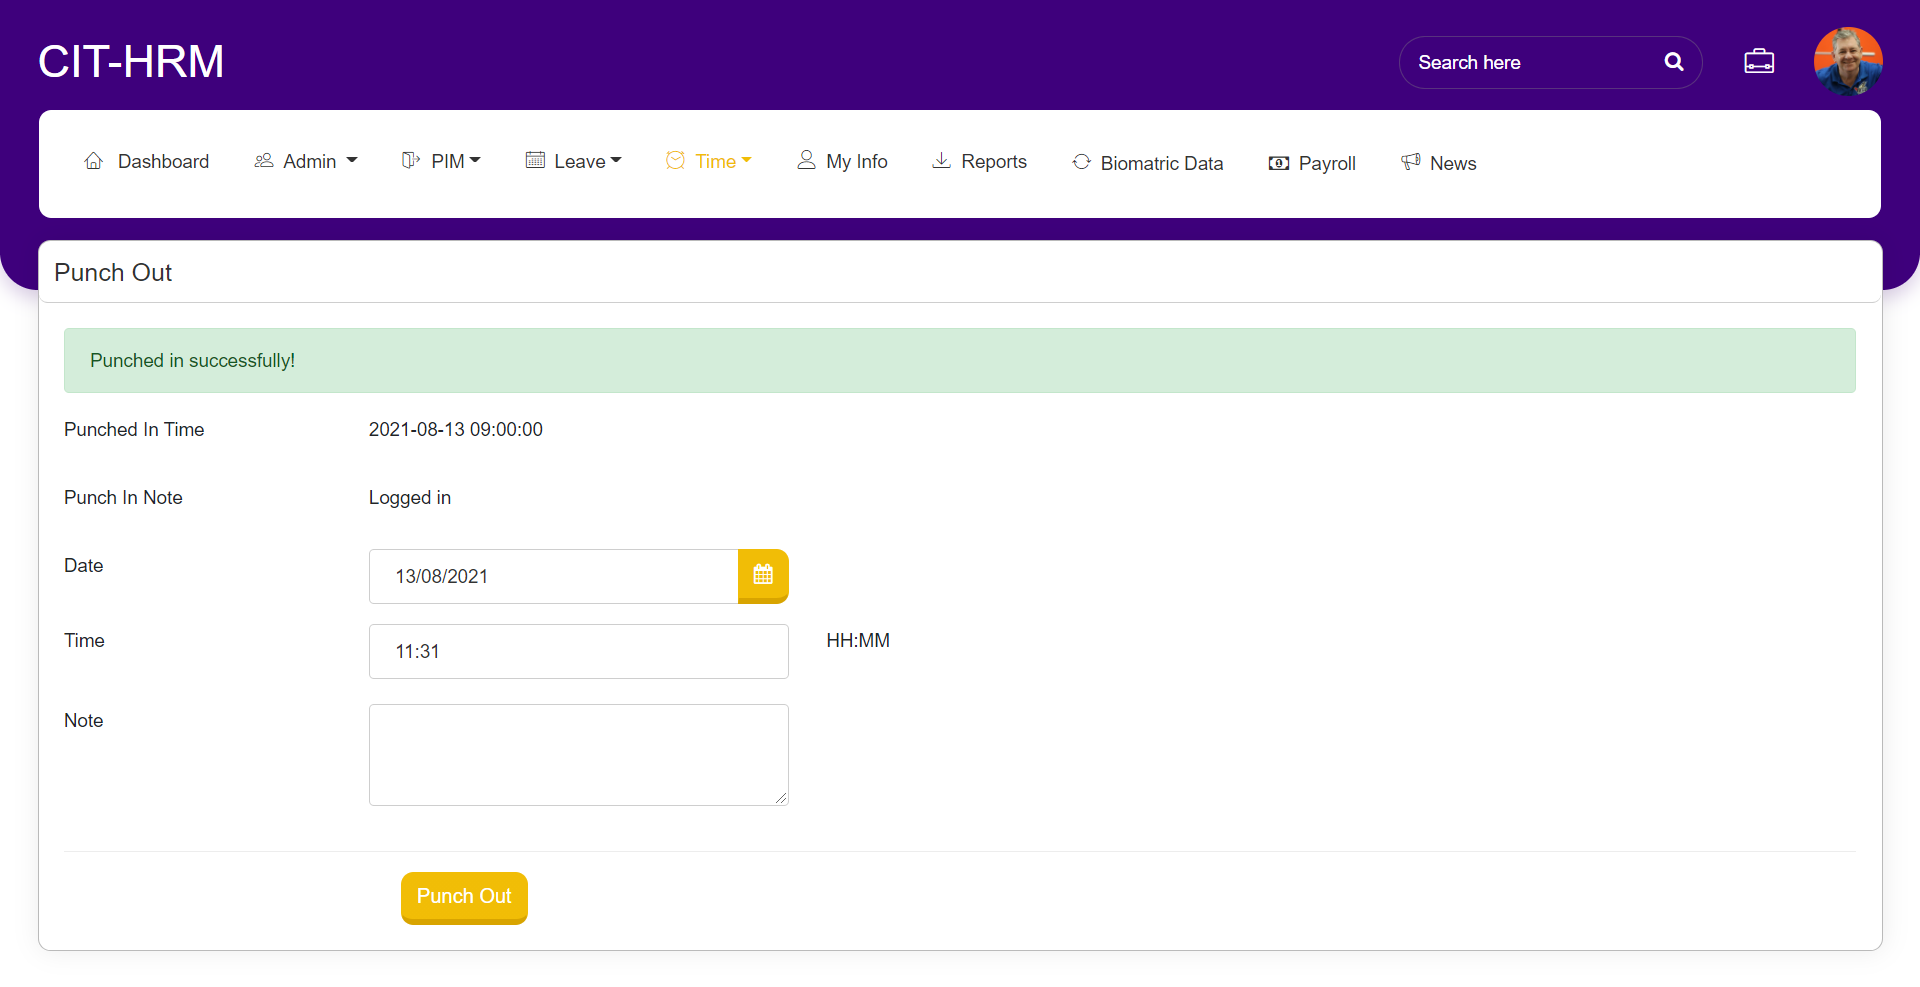 CIT-HRM
Search here
Dashboard Admin PIM Leave Time My Info Reports Biomatric Data Payroll News
Punch Out
Punched in successfully!
Punched In Time 2021-08-13 09:00:00
Punch In Note Logged in
Date 13/08/2021
Time 11:31 HH:MM
Note
Punch Out